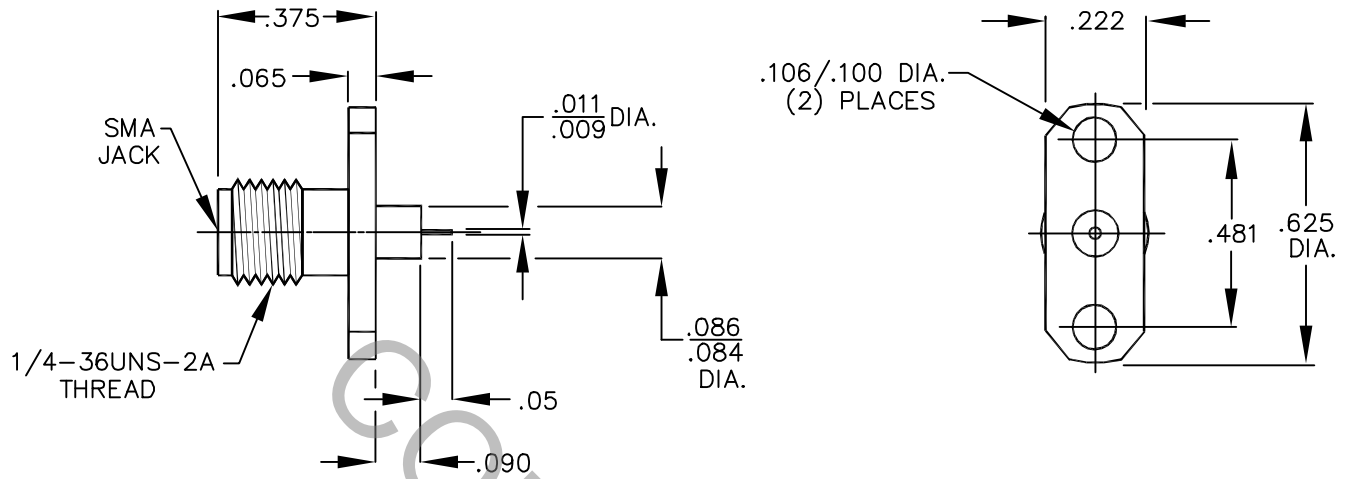 .375
.065
SMA
JACK
.011
.009 DIA.
1/4-36UNS-2A
THREAD
.086
.084
DIA.
.05
.090
.222
.106/.100 DIA.
(2) PLACES
.481
.625
DIA.